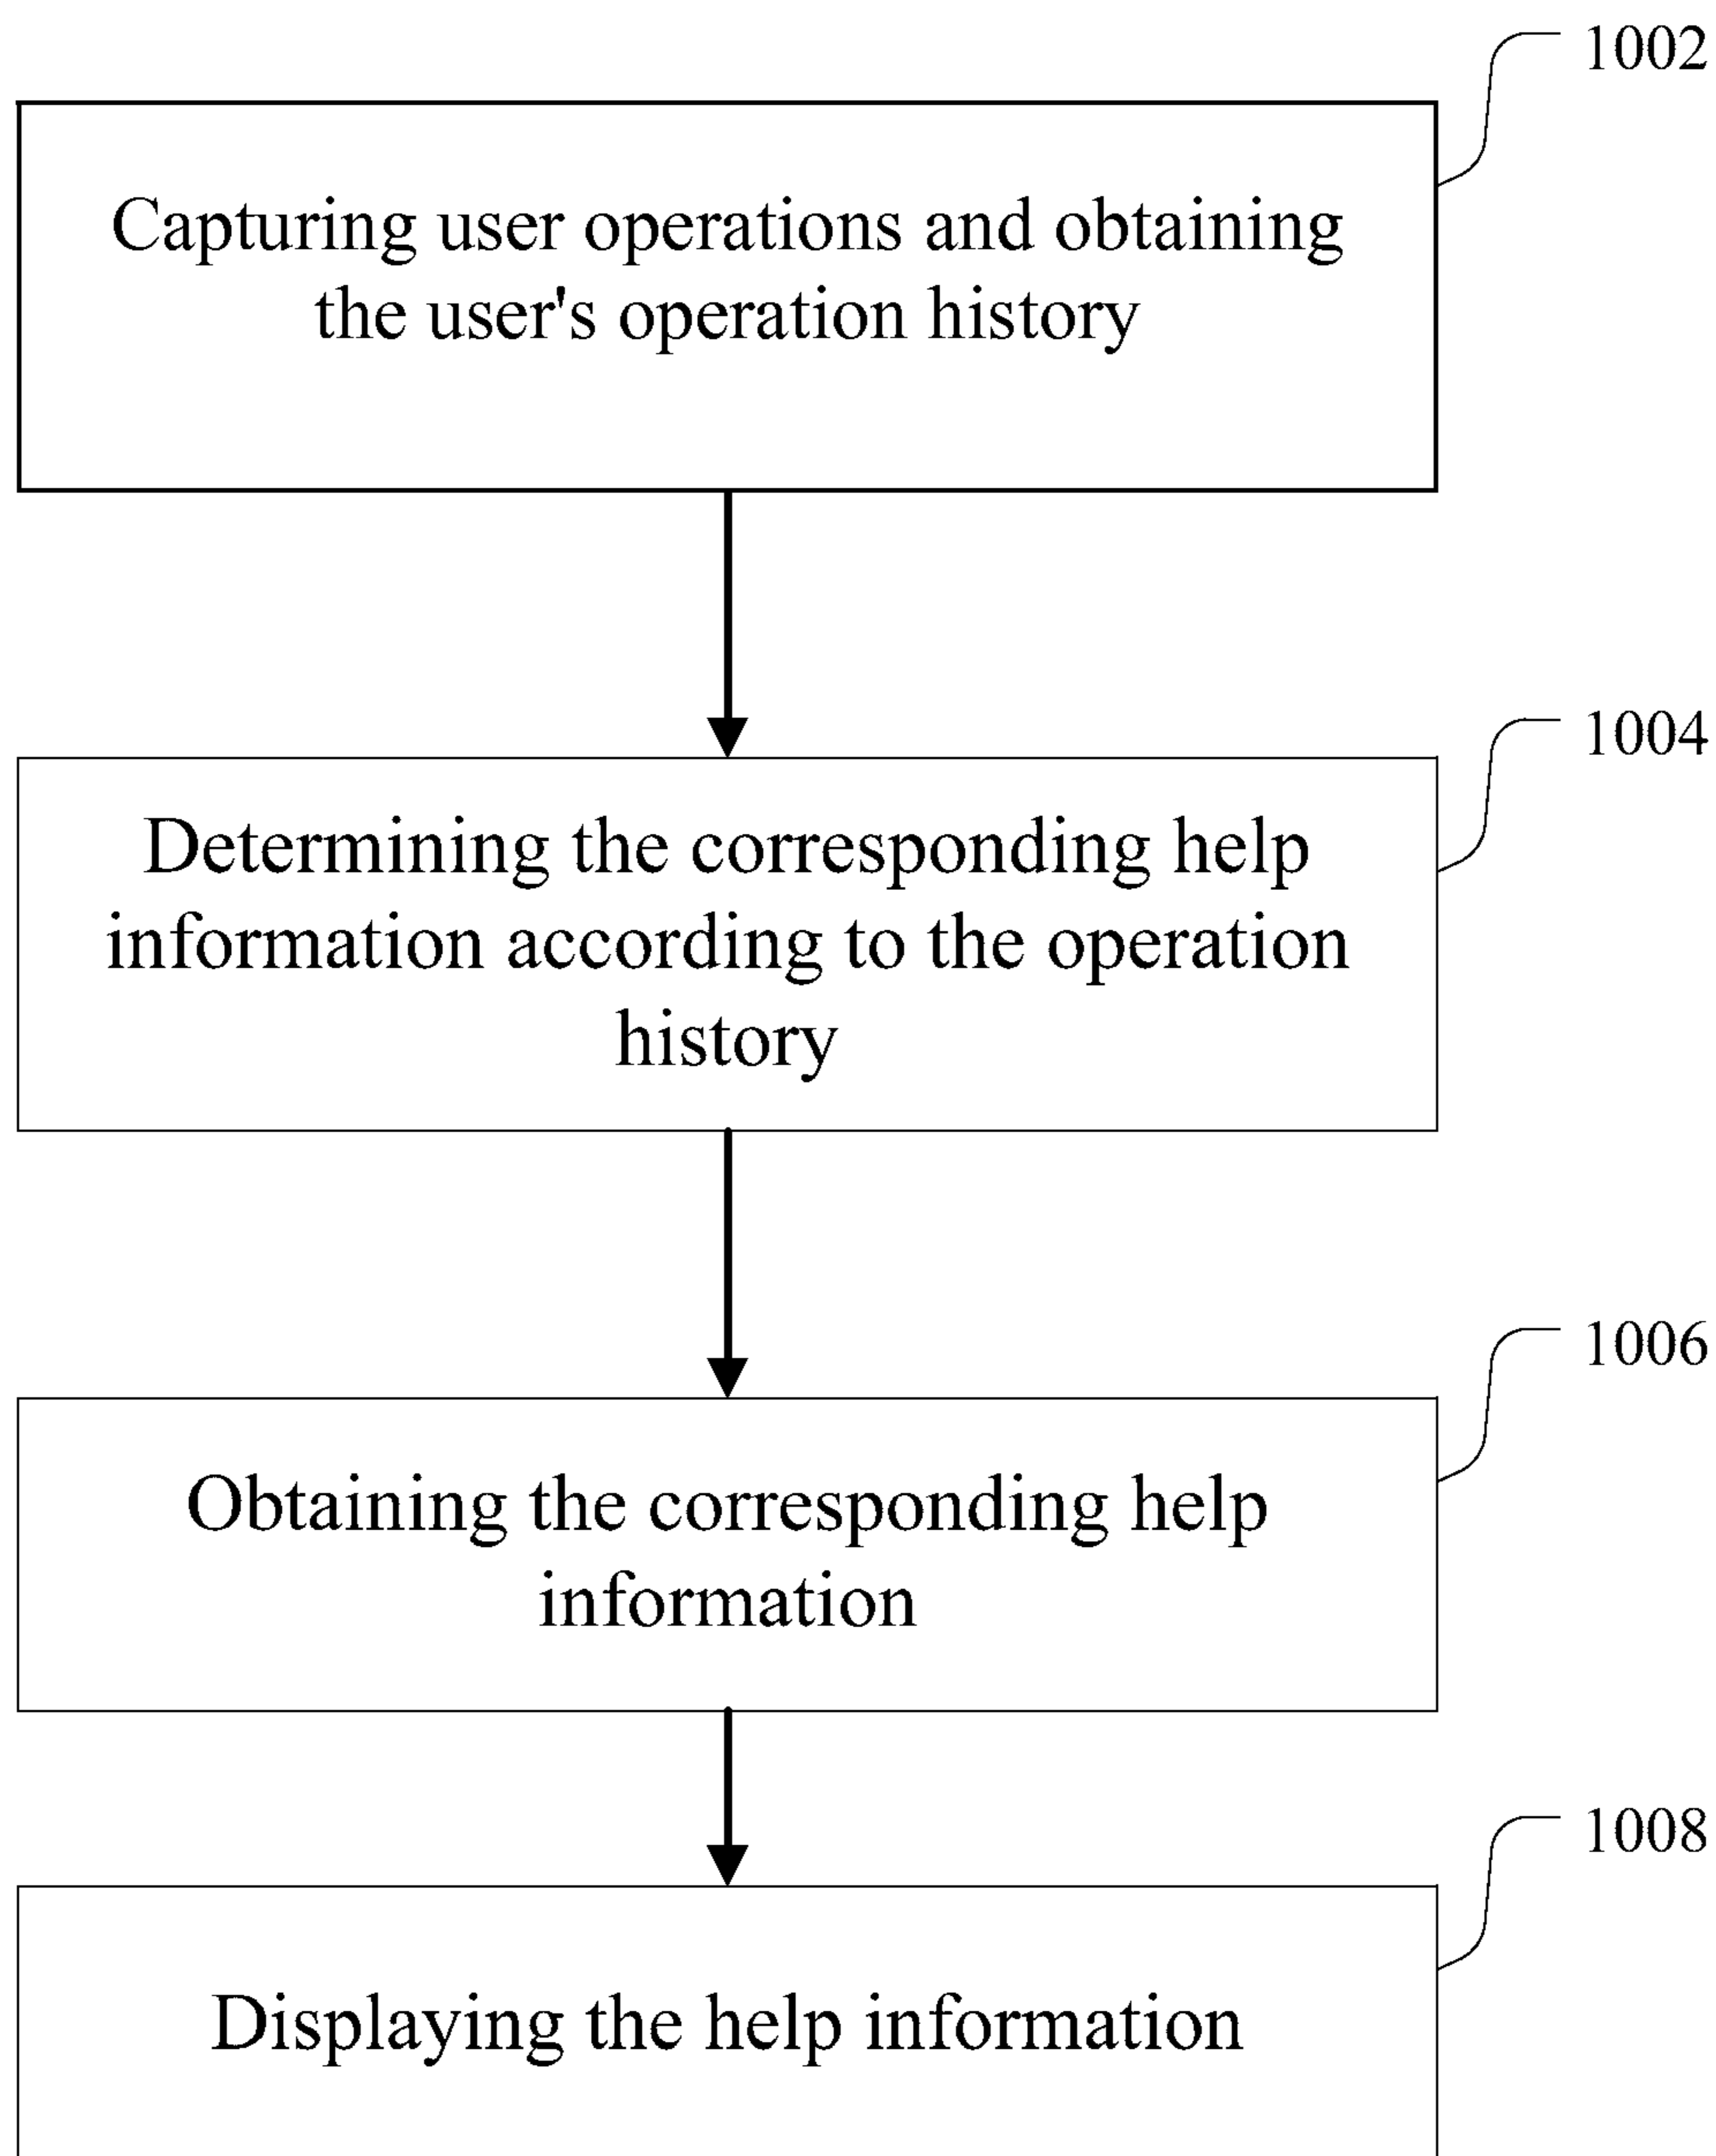 1002
Capturing user operations and obtaining
the user's operation history
1004
Determining the corresponding help
information according to the operation
history
1006
Obtaining the corresponding help
information
1008
Displaying the help information